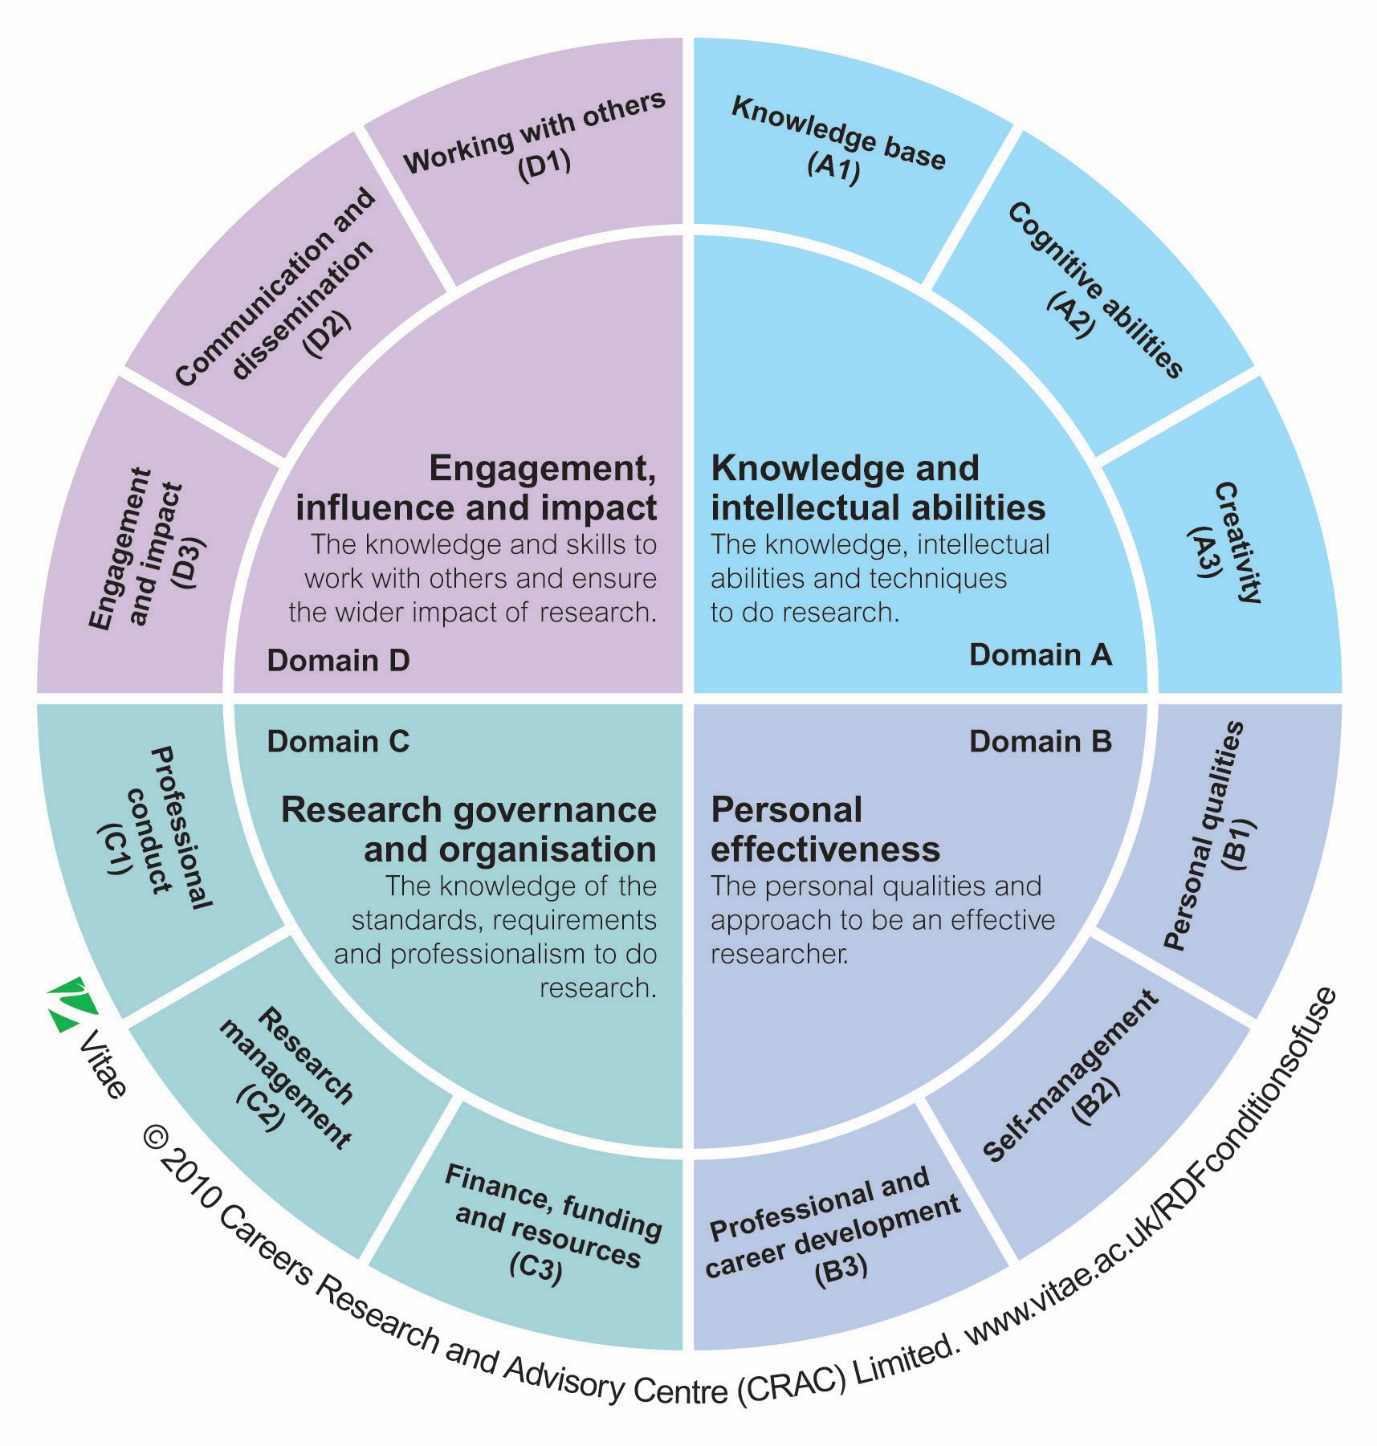 Knowledge base
(A1)
Cognitive abilities
(A2)
Creativity
(A3)
Knowledge and
intellectual abilities
The knowledge, intellectual
abilities and techniques
to do research.
Domain A
Domain B
Personal
effectiveness
The personal qualities and
approach to be an effective
researcher.
Personal qualities
(B1)
Self-management
(B2)
Professional and
career development
(B3)
Domain C
Research governance
and organisation
The knowledge of the
standards, requirements
and professionalism to do
research.
Professional
conduct
(C1)
Research
management
(C2)
Finance, funding
and resources
(C3)
Engagement,
influence and impact
The knowledge and skills to
work with others and ensure
the wider impact of research.
Domain D
Working with others
(D1)
Communication and
dissemination
(D2)
Engagement
and impact
(D3)
Vitae
© 2010 Careers Research and Advisory Centre (CRAC) Limited. www.vitae.ac.uk/RDFconditionsofuse